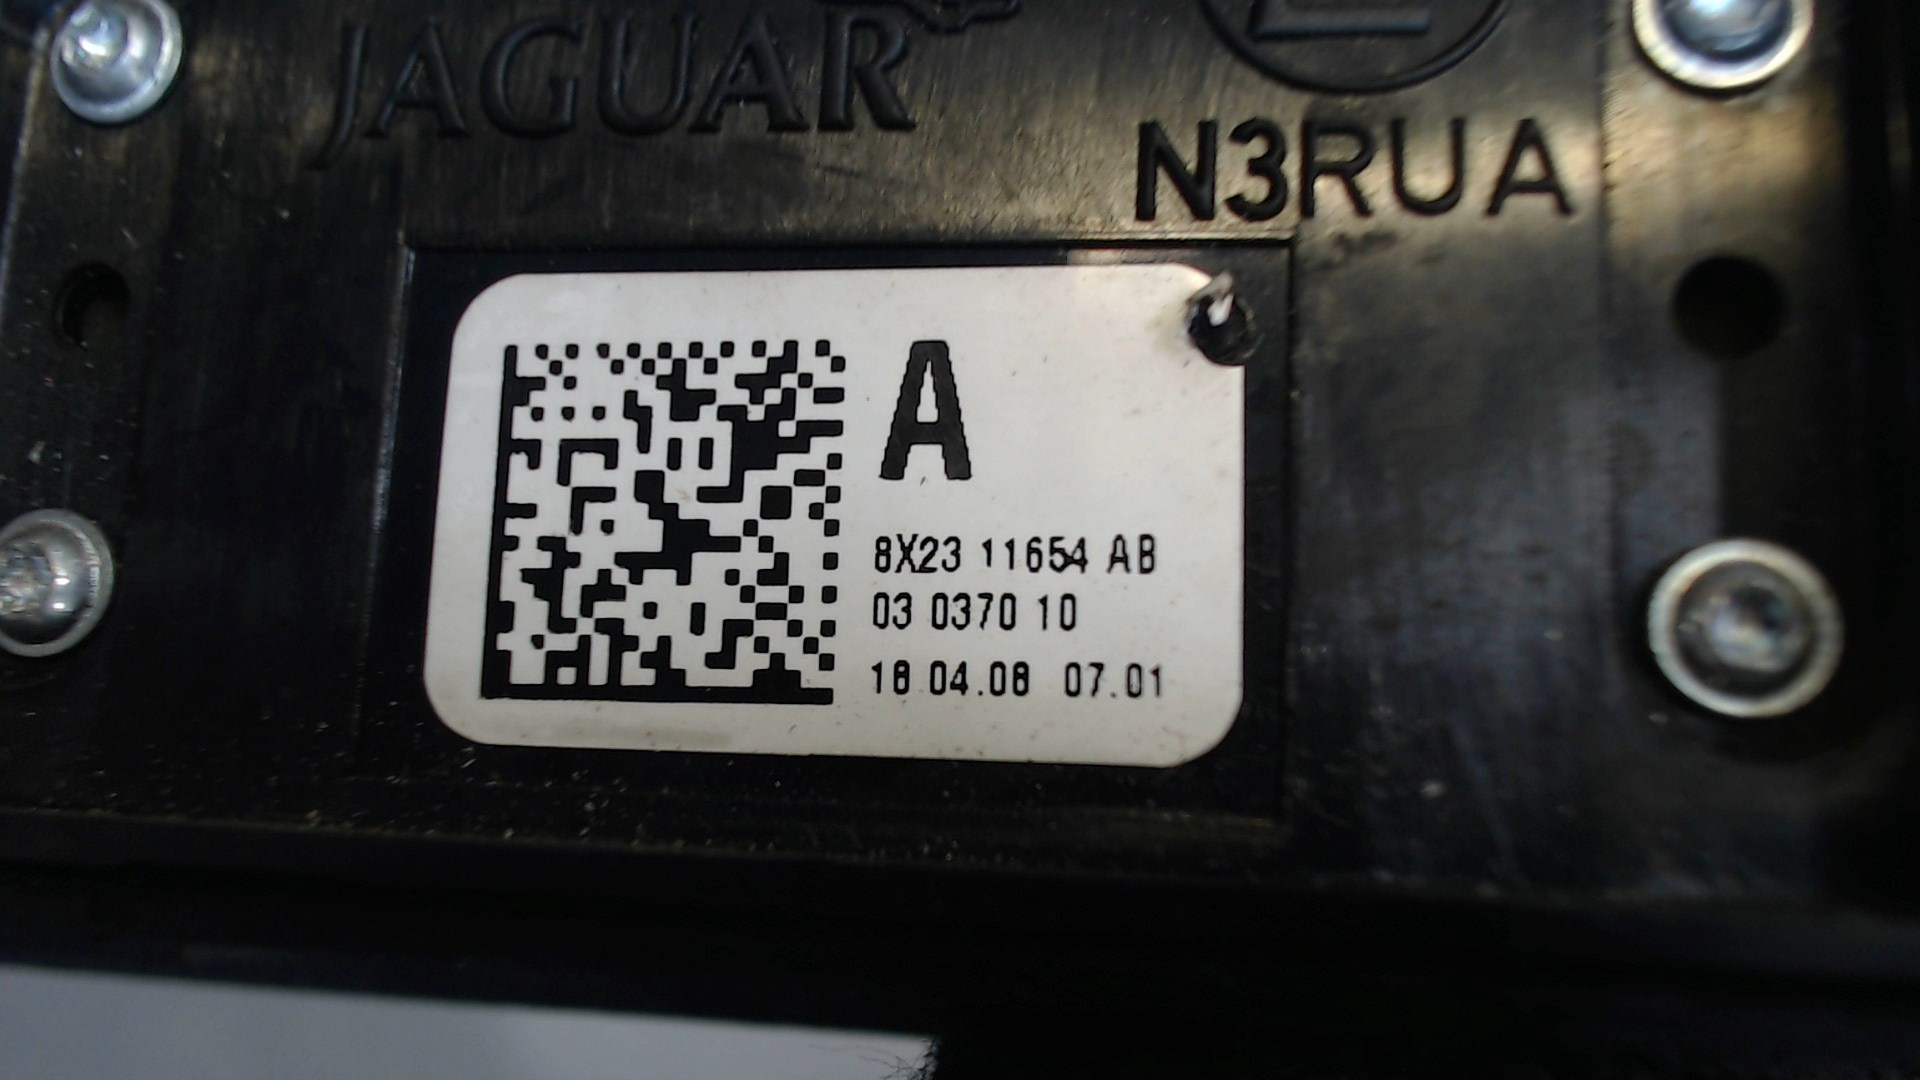 JAGUAR
N3RUA
A
8X23 11654 AB
03 0370 10
18 04.08 07.01